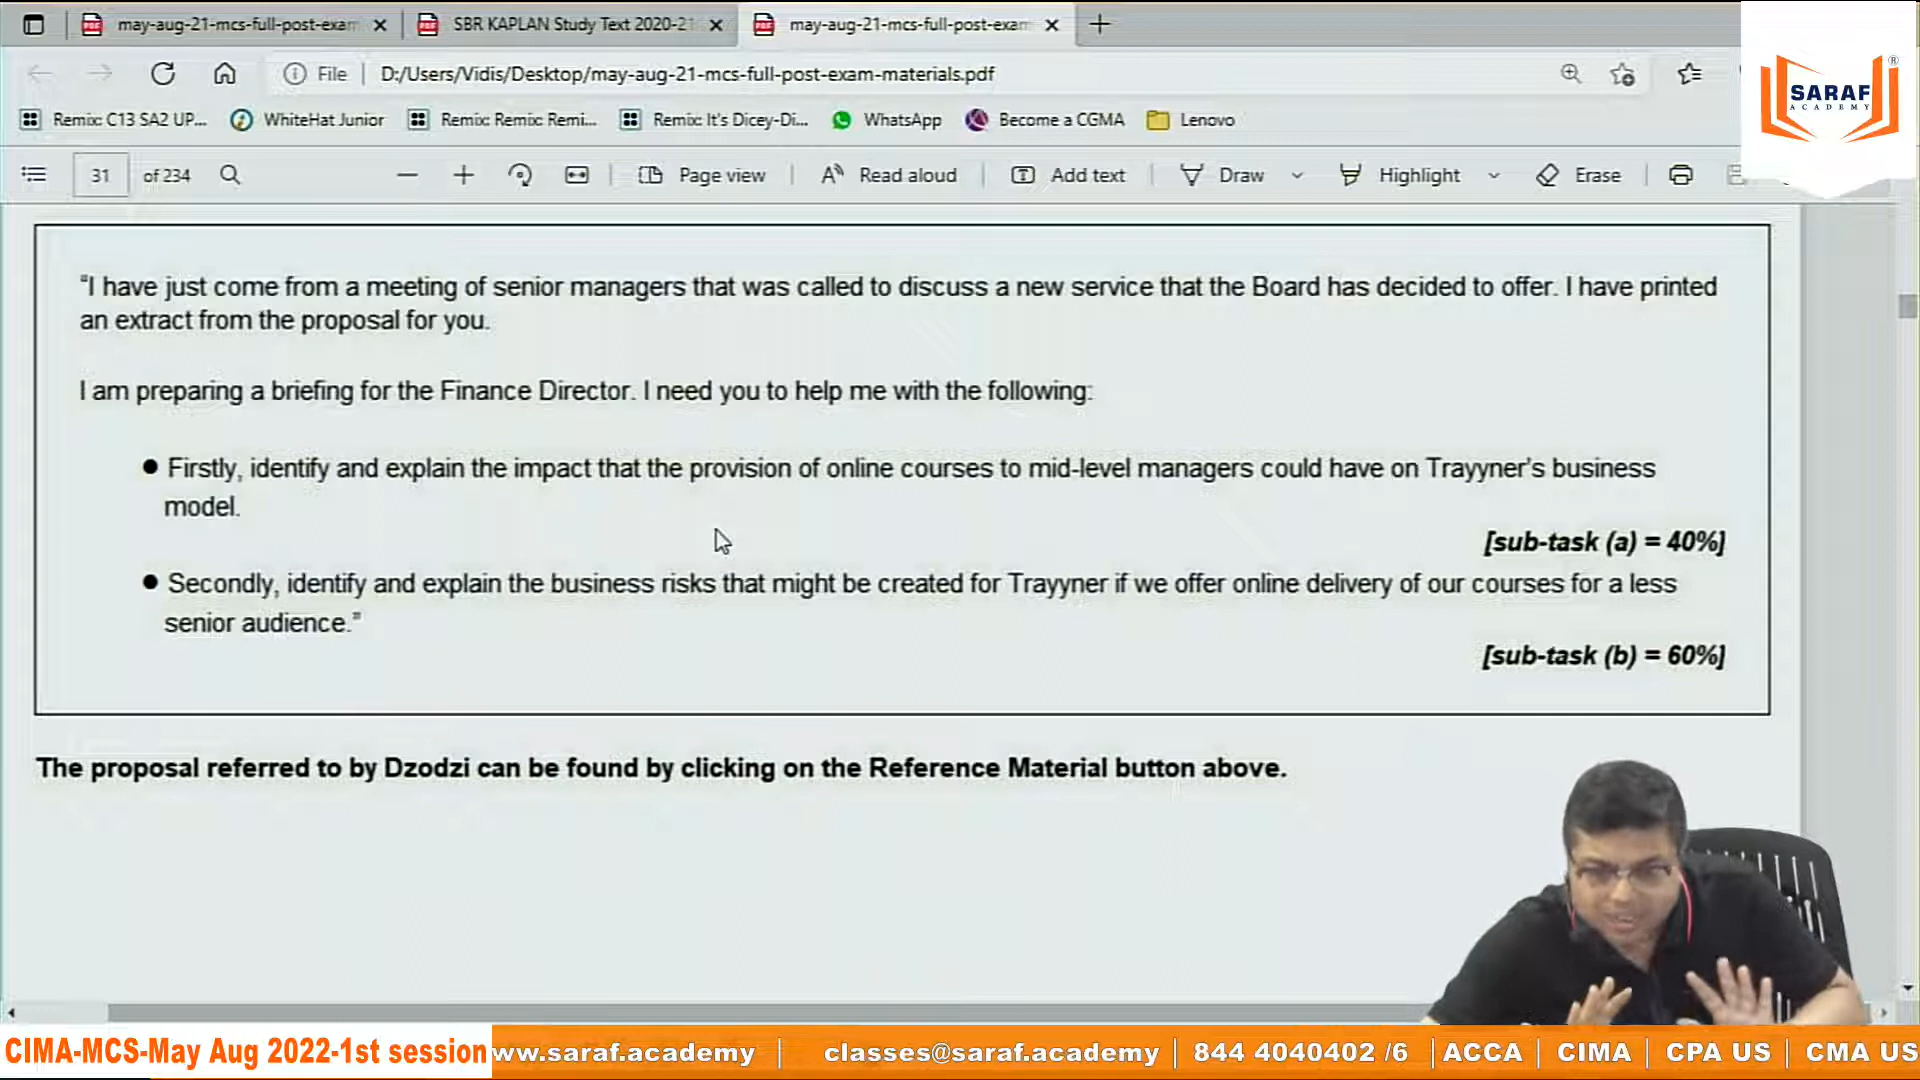 may-aug-21-mcs-full-post-exam
SBR KAPLAN Study Text 2020-21
may-aug-21-mcs-full-post-exam
File
D:/Users/Vidis/Desktop/may-aug-21-mcs-full-post-exam-materials.pdf
Remix: C13 SA2 UP...
WhiteHat Junior
Remix: Remix Remi...
Remix: It's Dicey-Di...
WhatsApp
Become a CGMA
Lenovo
SARAF
ACADEMY
®
31 of 234
Page view
Read aloud
Add text
Draw
Highlight
Erase
"I have just come from a meeting of senior managers that was called to discuss a new service that the Board has decided to offer. I have printed
an extract from the proposal for you.
I am preparing a briefing for the Finance Director. I need you to help me with the following:
● Firstly, identify and explain the impact that the provision of online courses to mid-level managers could have on Trayyner's business
model.
[sub-task (a) = 40%]
● Secondly, identify and explain the business risks that might be created for Trayyner if we offer online delivery of our courses for a less
senior audience."
[sub-task (b) = 60%]
The proposal referred to by Dzodzi can be found by clicking on the Reference Material button above.
CIMA-MCS-May Aug 2022-1st session
ww.saraf.academy | classes@saraf.academy | 844 4040402 /6 | ACCA | CIMA | CPA US | CMA US